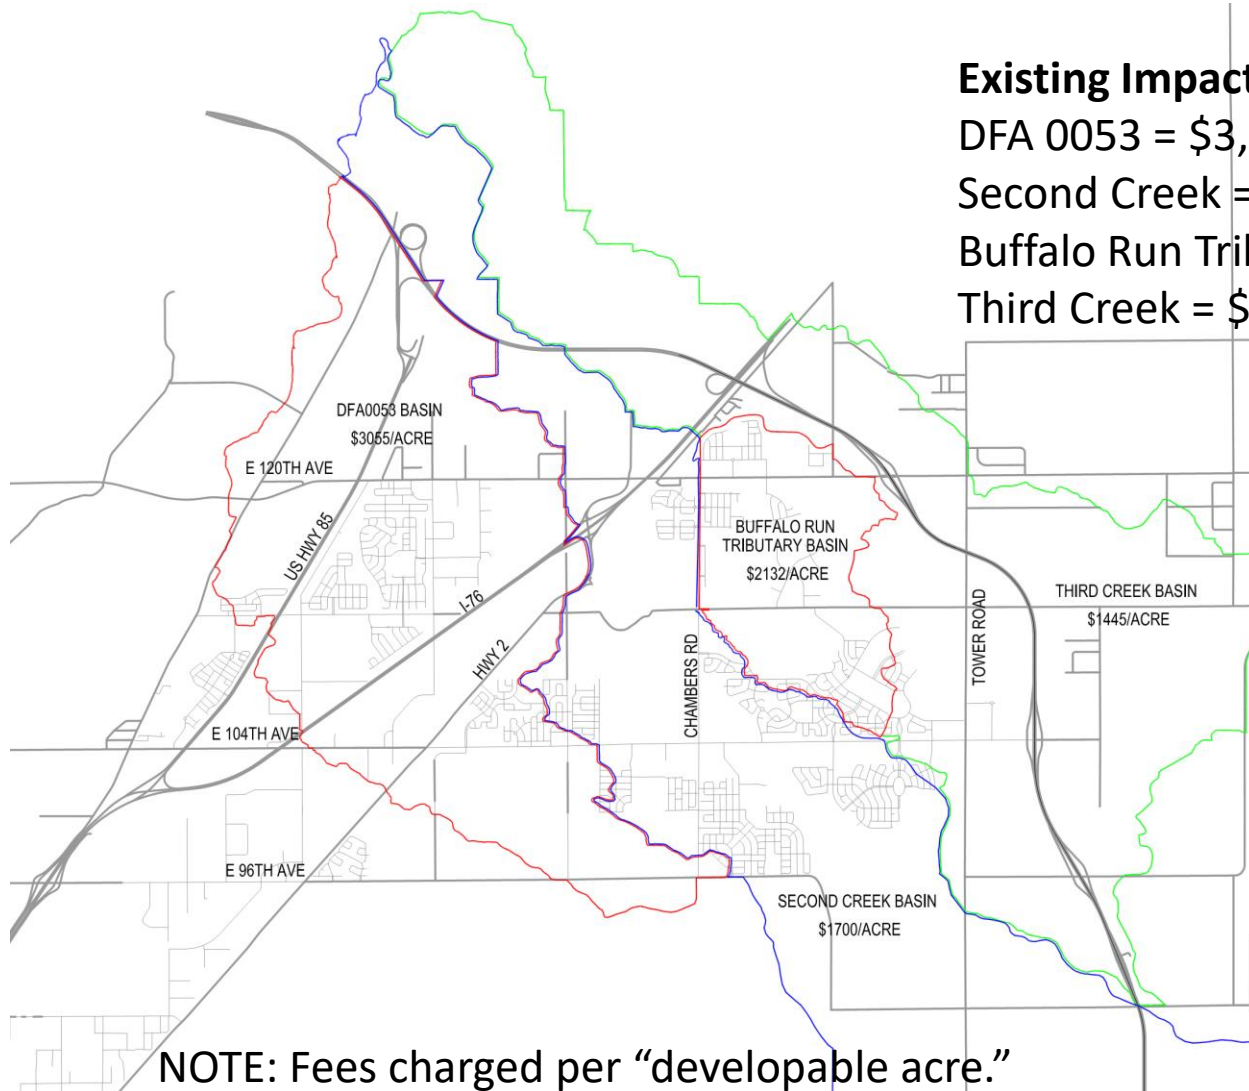 Existing Impact
DFA 0053 = $3,
Second Creek =
Buffalo Run Tril
Third Creek = $
DFA0053 BASIN
$3055/ACRE
E 120TH AVE
US HWY 85
I-76
HWY 2
BUFFALO RUN
TRIBUTARY BASIN
$2132/ACRE
THIRD CREEK BASIN
$1445/ACRE
TOWER ROAD
CHAMBERS RD
E 104TH AVE
E 96TH AVE
SECOND CREEK BASIN
$1700/ACRE
NOTE: Fees charged per “developable acre.”